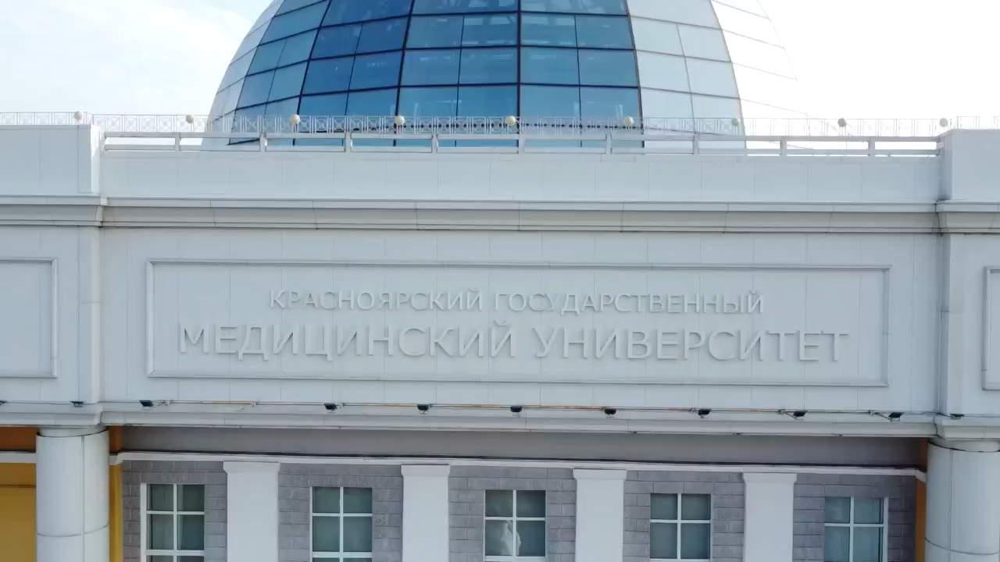 КРАСНОЯРСКИЙ ГОСУДАРСТВЕННЫЙ
МЕДИЦИНСКИЙ УНИВЕРСИТЕТ